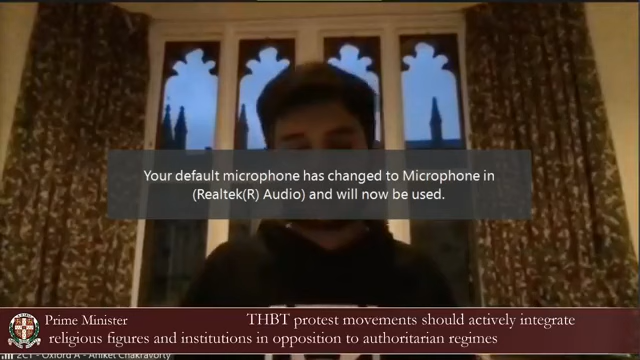 Your default microphone has changed to Microphone in
(Realtek(R) Audio) and will now be used.
Prime Minister
THBT protest movements should actively integrate
religious figures and institutions in opposition to authoritarian regimes
2CT - Oxford A - Aniket Chakravorty